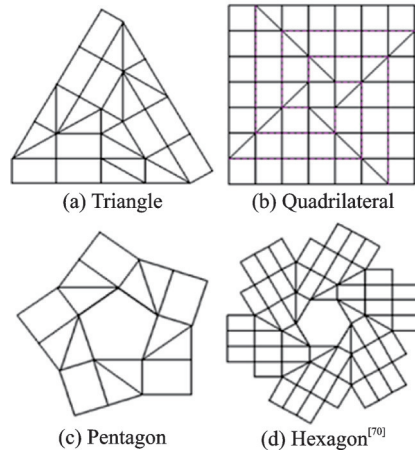 (a) Triangle
(b) Quadrilateral
(c) Pentagon
(d) Hexagon[70]